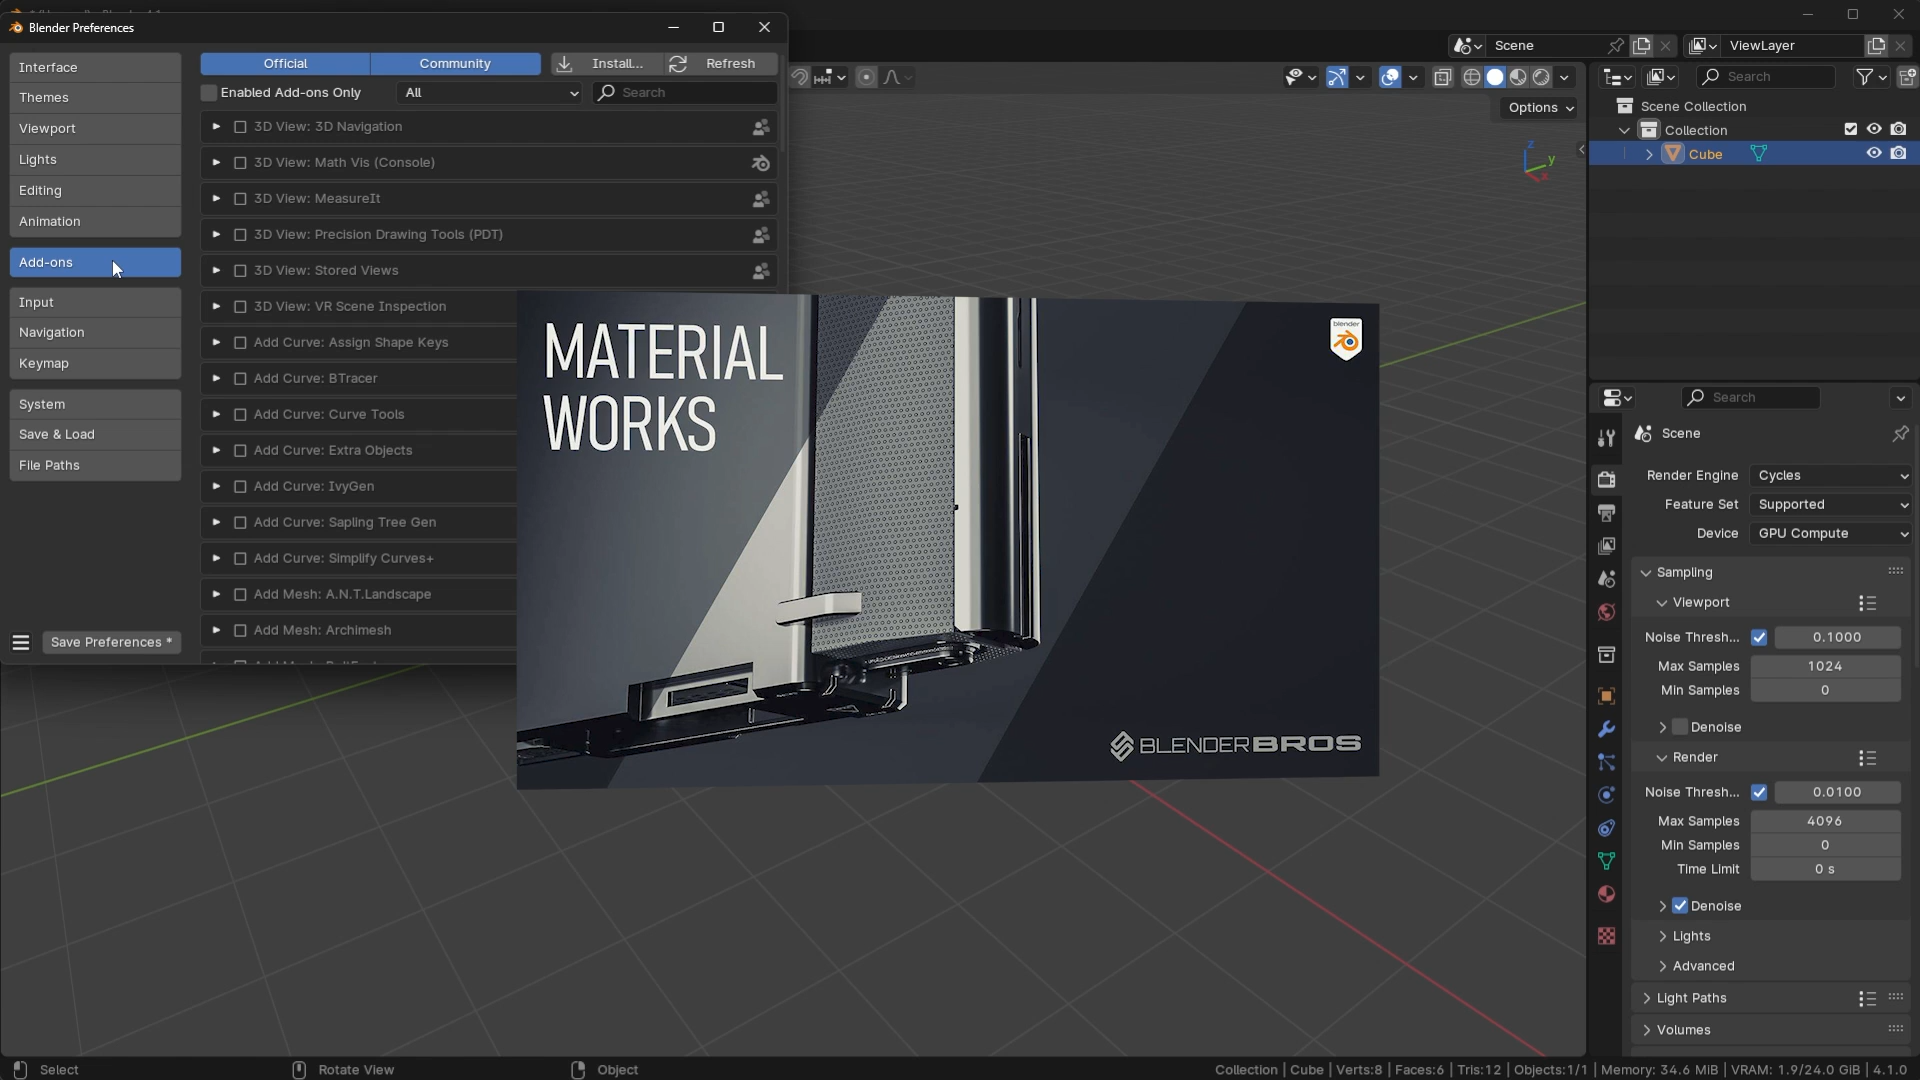 Blender Preferences
Interface
Themes
Viewport
Lights
Editing
Animation
Add-ons
Input
Navigation
Keymap
System
Save & Load
File Paths
Save Preferences *
Official
Community
Install...
Refresh
Enabled Add-ons Only
All
Search
3D View: 3D Navigation
3D View: Math Vis (Console)
3D View: MeasureIt
3D View: Precision Drawing Tools (PDT)
3D View: Stored Views
3D View: VR Scene Inspection
Add Curve: Assign Shape Keys
Add Curve: BTracer
Add Curve: Curve Tools
Add Curve: Extra Objects
Add Curve: IvyGen
Add Curve: Sapling Tree Gen
Add Curve: Simplify Curves+
Add Mesh: A.N.T.Landscape
Add Mesh: Archimesh
MATERIAL
WORKS
blender
BLENDERBROS
Options
z
y
x
Scene
ViewLayer
Search
Scene Collection
Collection
Cube
Search
Scene
Render Engine
Cycles
Feature Set
Supported
Device
GPU Compute
Sampling
Viewport
Noise Thresh...
0.1000
Max Samples
1024
Min Samples
0
Denoise
Render
Noise Thresh...
0.0100
Max Samples
4096
Min Samples
0
Time Limit
0 s
Denoise
Lights
Advanced
Light Paths
Volumes
Select
Rotate View
Object
Collection | Cube | Verts:8 | Faces:6 | Tris:12 | Objects:1/1 | Memory: 34.6 MiB | VRAM: 1.9/24.0 GiB | 4.1.0